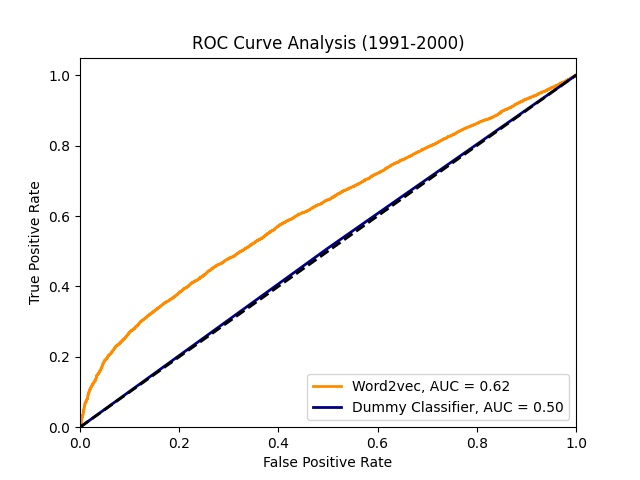 ROC Curve Analysis (1991-2000)
True Positive Rate
1.0
0.8
0.6
0.4
0.2
0.0
Word2vec, AUC = 0.62
Dummy Classifier, AUC = 0.50
0.0 0.2 0.4 0.6 0.8 1.0
False Positive Rate